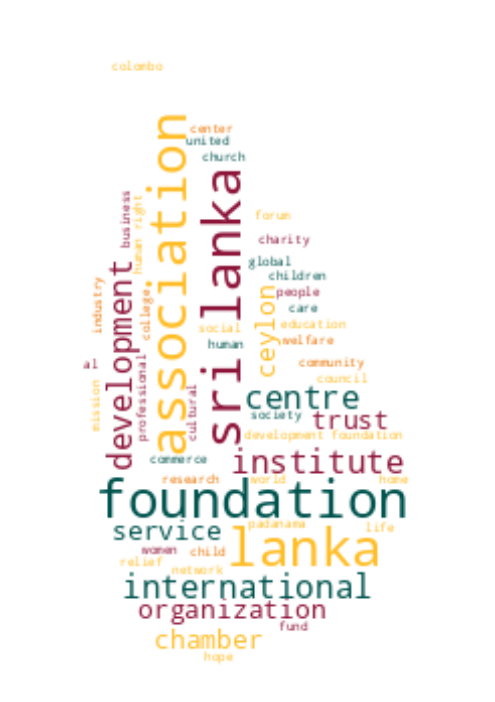 colombo
association
center
united
church
sri lanka
business
human right
forum
charity
global
children
people
care
development
industry
college
ceylon
education
social
welfare
human
professional
al
community
council
mission
cultural
centre
society
trust
development foundation
commerce
institute
research
world
home
foundation
service
padanama
life
lanka
women
child
relief
network
international
organization
fund
chamber
hope